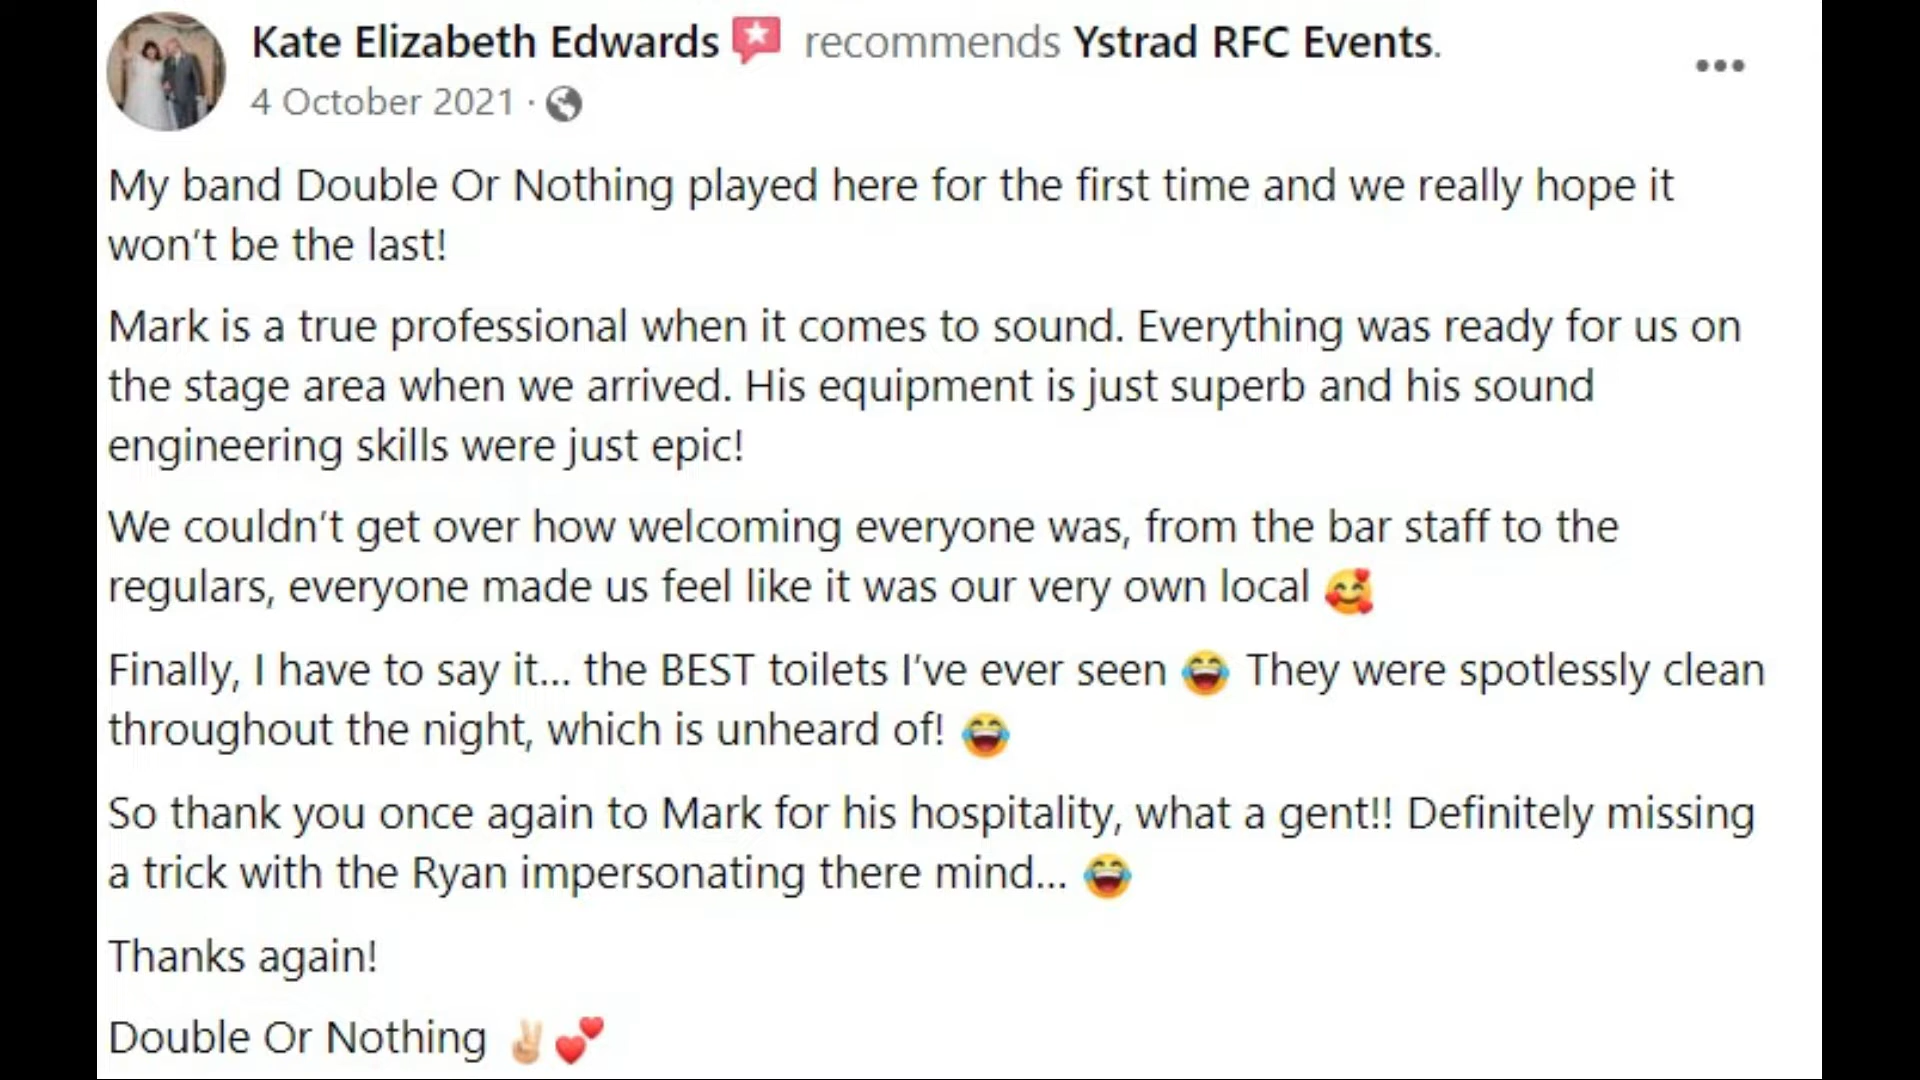 Kate Elizabeth Edwards recommends Ystrad RFC Events.
4 October 2021 ·
My band Double Or Nothing played here for the first time and we really hope it
won’t be the last!
Mark is a true professional when it comes to sound. Everything was ready for us on
the stage area when we arrived. His equipment is just superb and his sound
engineering skills were just epic!
We couldn’t get over how welcoming everyone was, from the bar staff to the
regulars, everyone made us feel like it was our very own local 🥰
Finally, I have to say it... the BEST toilets I’ve ever seen 😂 They were spotlessly clean
throughout the night, which is unheard of! 😂
So thank you once again to Mark for his hospitality, what a gent!! Definitely missing
a trick with the Ryan impersonating there mind... 😂
Thanks again!
Double Or Nothing ✌🏼💕